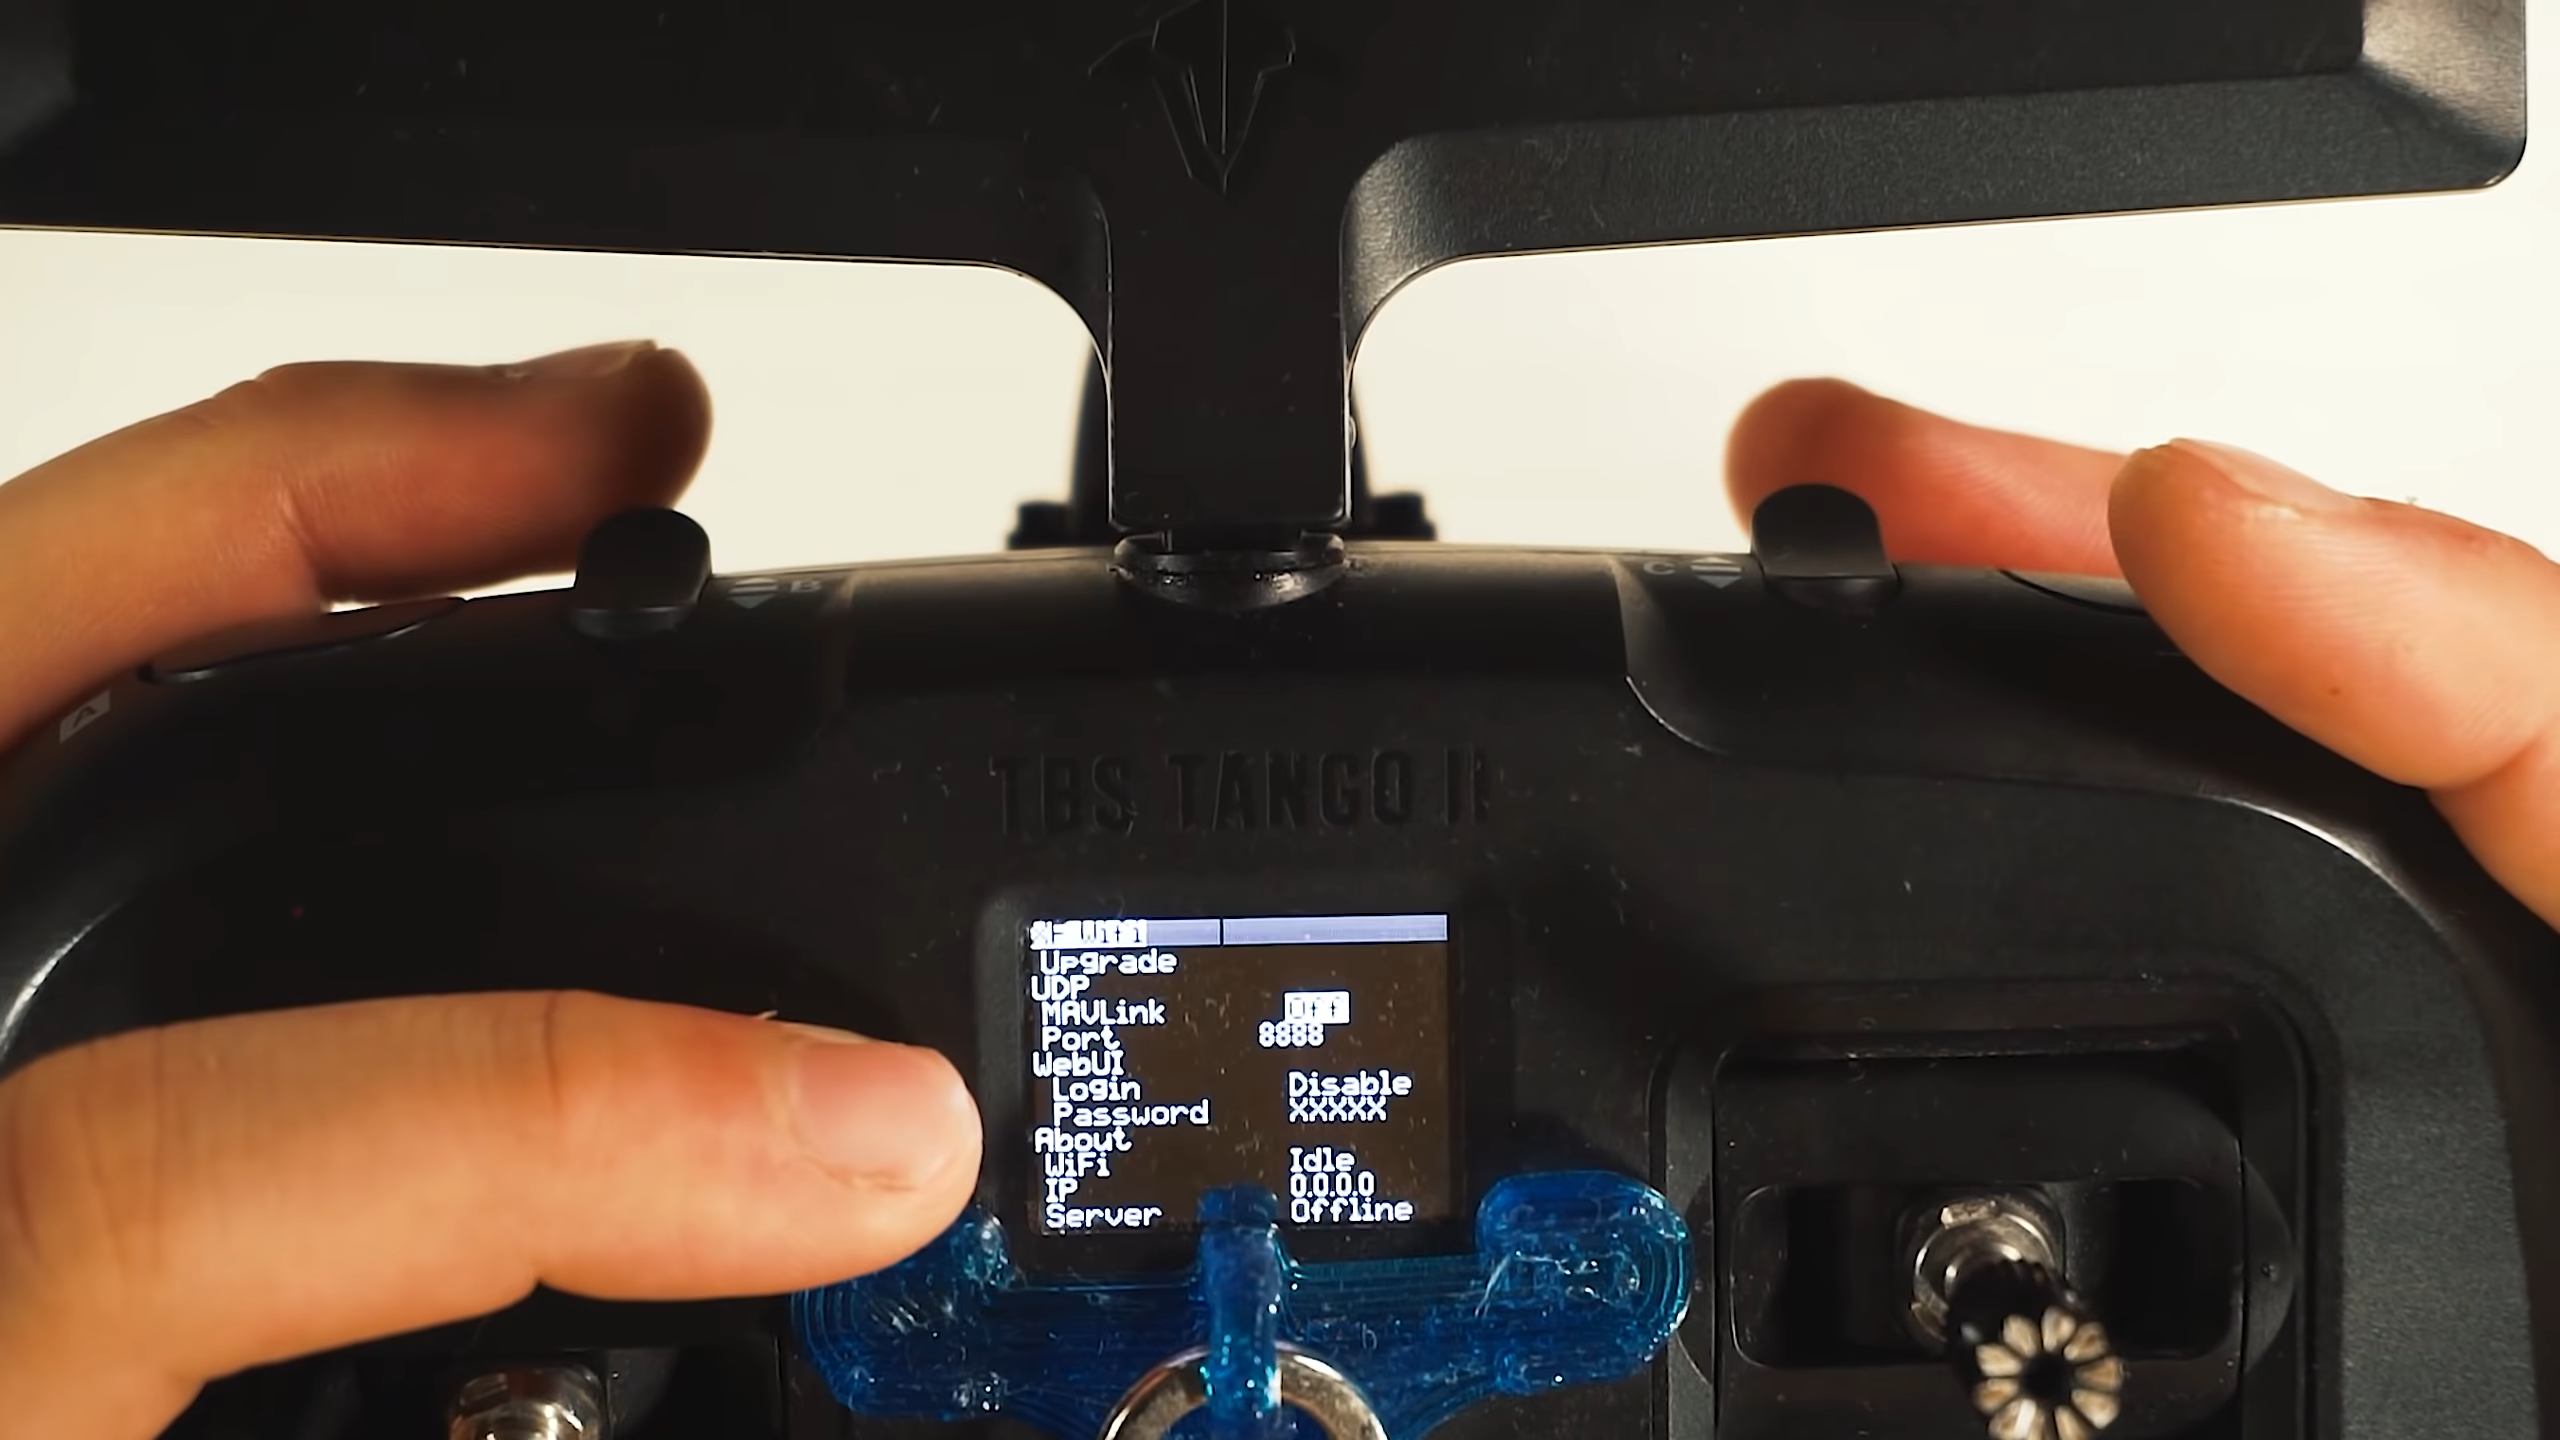 B
C
A
TBS TANGO II
Upgrade
UDP
MAVLink Off
Port 8888
WebUI
Login Disable
Password XXXXX
About
WiFi Idle
IP 0.0.0.0
Server Offline